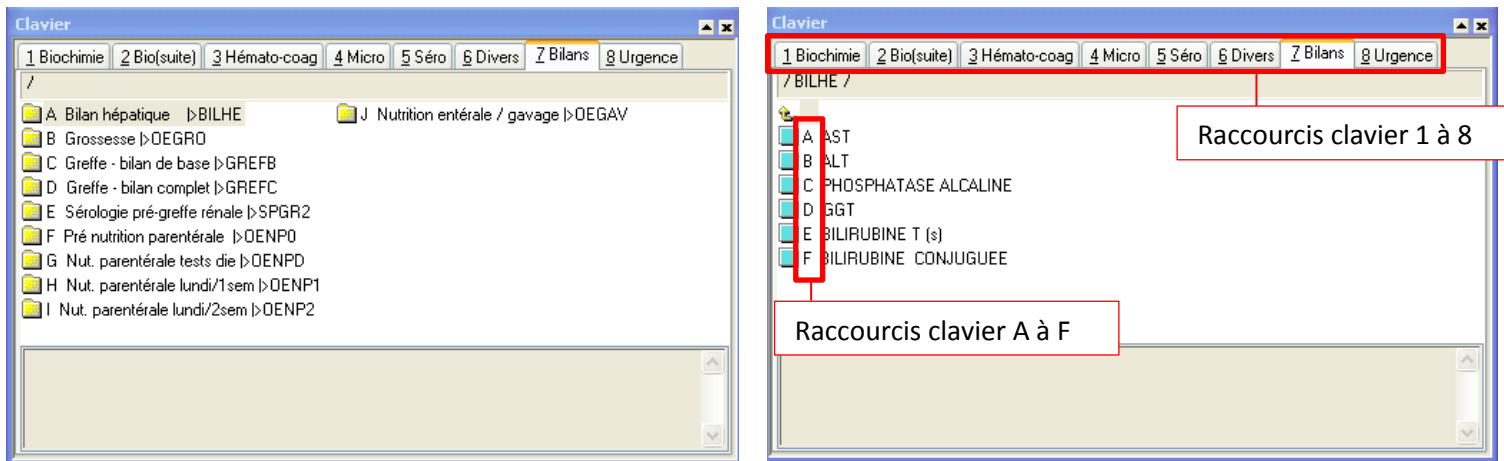 Clavier
1 Biochimie 2 Bio(suite) 3 Hémato-coag 4 Micro 5 Séro 6 Divers 7 Bilans 8 Urgence
/
A Bilan hépatique |>BILHE
B Grossesse |>OEGRO
C Greffe - bilan de base |>GREFB
D Greffe - bilan complet |>GREFC
E Sérologie pré-greffe rénale |>SPGR2
F Pré nutrition parentérale |>OENP0
G Nut. parentérale tests die |>OENPD
H Nut. parentérale lundi/1sem |>OENP1
I Nut. parentérale lundi/2sem |>OENP2
J Nutrition entérale / gavage |>OEGAV
Clavier
1 Biochimie 2 Bio(suite) 3 Hémato-coag 4 Micro 5 Séro 6 Divers 7 Bilans 8 Urgence
/ BILHE /
A AST
B ALT
C PHOSPHATASE ALCALINE
D GGT
E BILIRUBINE T (s)
F BILIRUBINE CONJUGUEE
Raccourcis clavier 1 à 8
Raccourcis clavier A à F